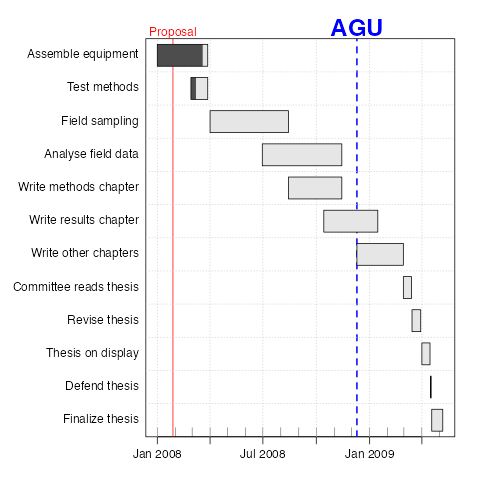 AGU
Proposal
Assemble equipment
Test methods
Field sampling
Analyse field data
Write methods chapter
Write results chapter
Write other chapters
Committee reads thesis
Revise thesis
Thesis on display
Defend thesis
Finalize thesis
Jan 2008 Jul 2008 Jan 2009